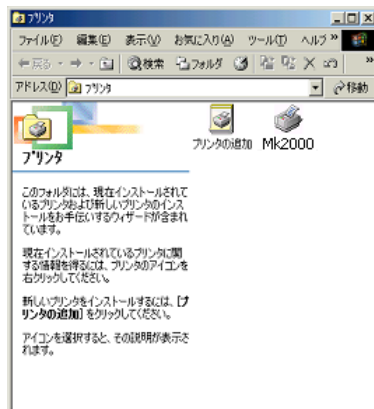 プリンタ
ファイル(F) 編集(E) 表示(V) お気に入り(A) ツール(T) ヘルプ »
戻る 検索 フォルダ »
アドレス(D) プリンタ 移動
プリンタの追加 Mk2000
プリンタ
このフォルダには、現在インストールされて
いるプリンタおよび新しいプリンタのインス
トールをお手伝いするウィザードが含まれ
ています。
現在インストールされているプリンタに関
する情報を得るには、プリンタのアイコンを
右クリックしてください。
新しいプリンタをインストールするには、[プ
リンタの追加] をクリックしてください。
アイコンを選択すると、その説明が表示さ
れます。